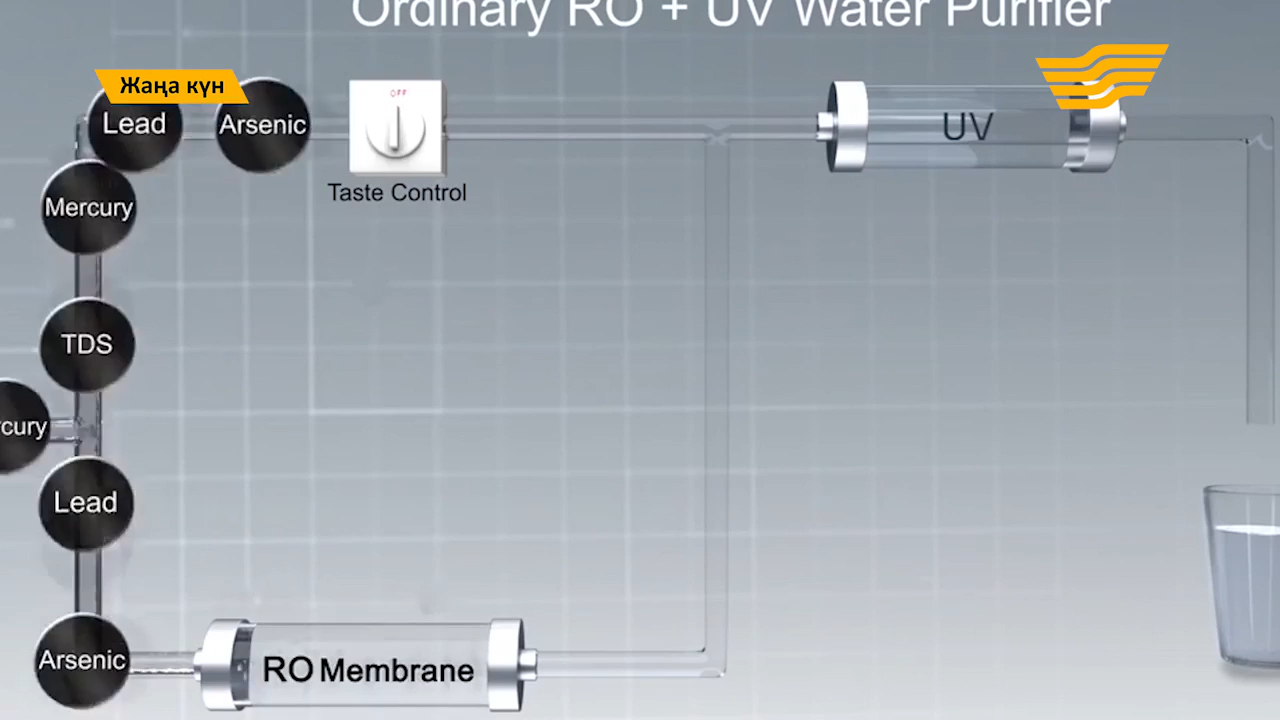 Ordinary RO + UV Water Purifier
Жаңа күн
Lead
Arsenic
OFF
Taste Control
UV
Mercury
TDS
rcury
Lead
Arsenic
RO Membrane